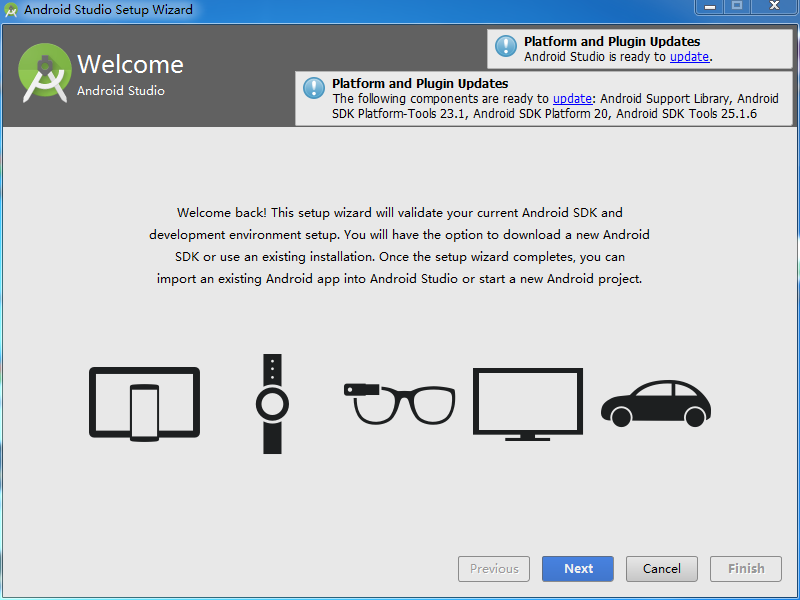 Android Studio Setup Wizard
Welcome
Android Studio
Platform and Plugin Updates
Android Studio is ready to update.
Platform and Plugin Updates
The following components are ready to update: Android Support Library, Android
SDK Platform-Tools 23.1, Android SDK Platform 20, Android SDK Tools 25.1.6
Welcome back! This setup wizard will validate your current Android SDK and
development environment setup. You will have the option to download a new Android
SDK or use an existing installation. Once the setup wizard completes, you can
import an existing Android app into Android Studio or start a new Android project.
Previous
Next
Cancel
Finish